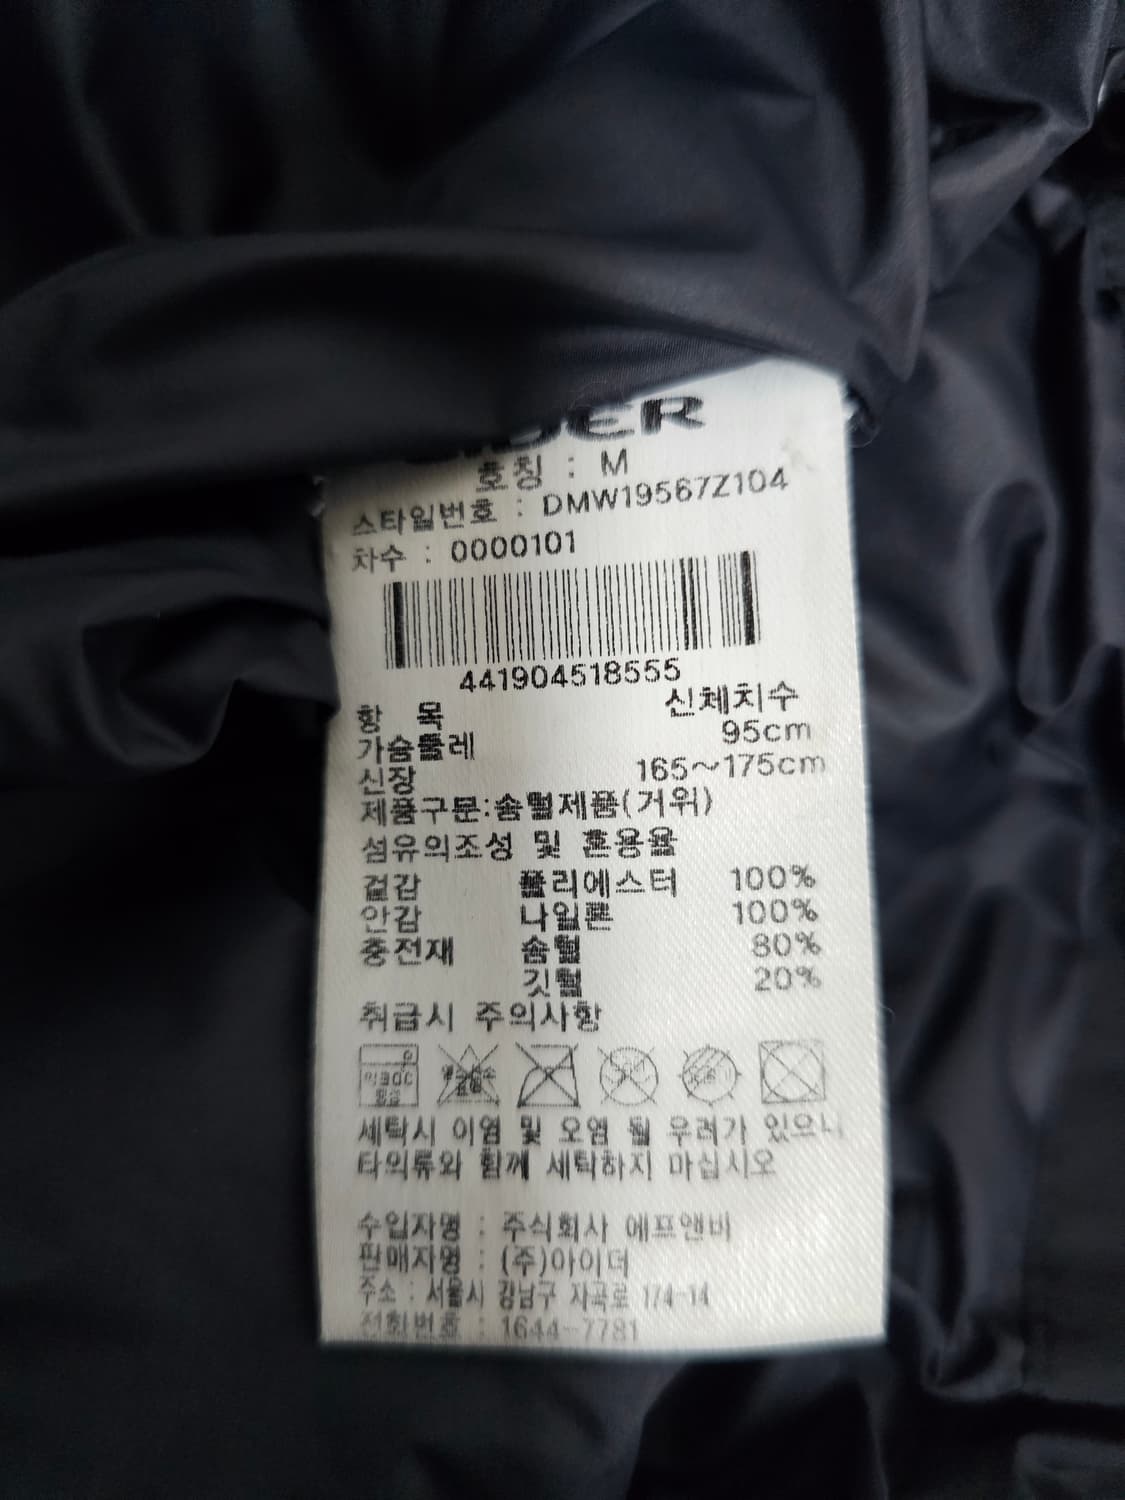 호칭 : M
스타일번호 : DMW19567Z104
차수 : 0000101
441904518555
항 목 신체치수
가슴둘레 95cm
신장 165~175cm
제품구분:솜털제품(거위)
섬유의조성 및 혼용율
겉감 폴리에스터 100%
안감 나일론 100%
충전재 솜털 80%
깃털 20%
취급시 주의사항
세탁시 이염 및 오염 될 우려가 있으니
타의류와 함께 세탁하지 마십시오
수입자명 : 주식회사 에프앤비
판매자명 : (주)아이더
주소 : 서울시 강남구 자곡로 174-14
전화번호 : 1644-7781